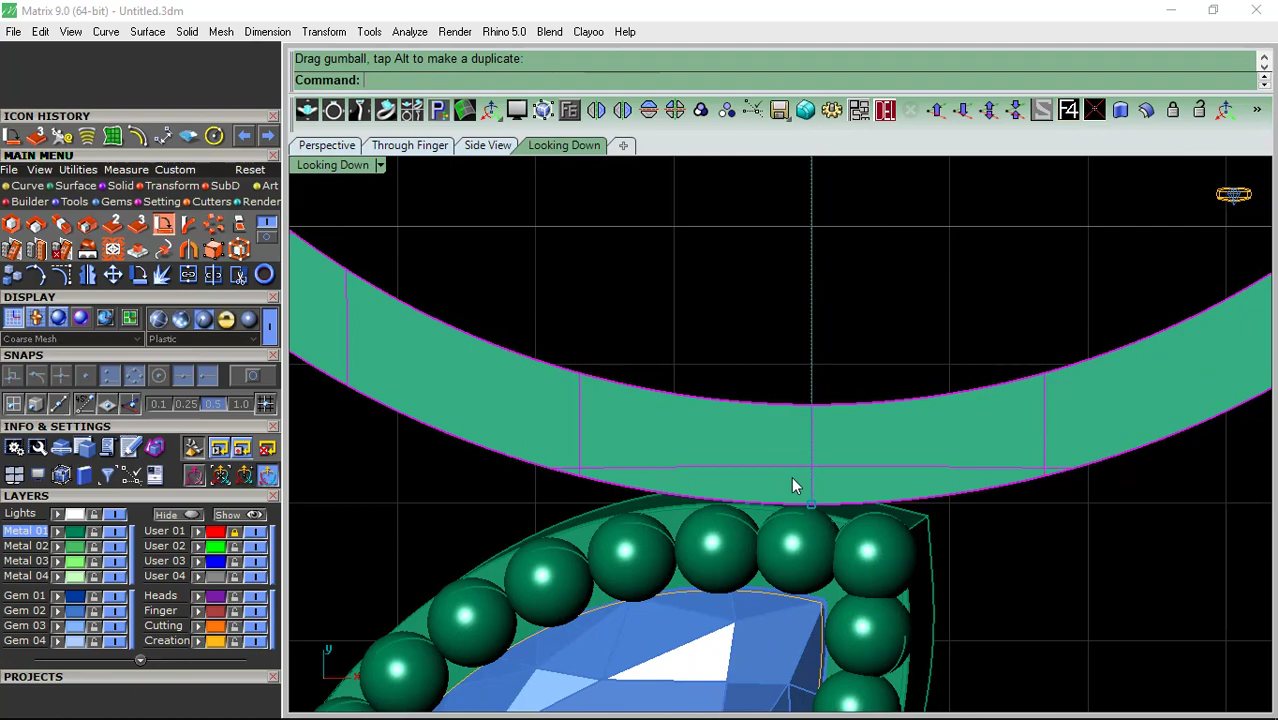 Matrix 9.0 (64-bit) - Untitled.3dm
File Edit View Curve Surface Solid Mesh Dimension Transform Tools Analyze Render Rhino 5.0 Blend Clayoo Help
Drag gumball, tap Alt to make a duplicate:
Command:
ICON HISTORY
MAIN MENU
File View Utilities Measure Custom Reset
Curve Surface Solid Transform SubD Art
Builder Tools Gems Setting Cutters Render
DISPLAY
Coarse Mesh Plastic
SNAPS
0.1 0.25 0.5 1.0
INFO & SETTINGS
LAYERS
Lights Hide Show
Metal 01 User 01
Metal 02 User 02
Metal 03 User 03
Metal 04 User 04
Gem 01 Heads
Gem 02 Finger
Gem 03 Cutting
Gem 04 Creation
PROJECTS
Perspective Through Finger Side View Looking Down
Looking Down
F4
y
x